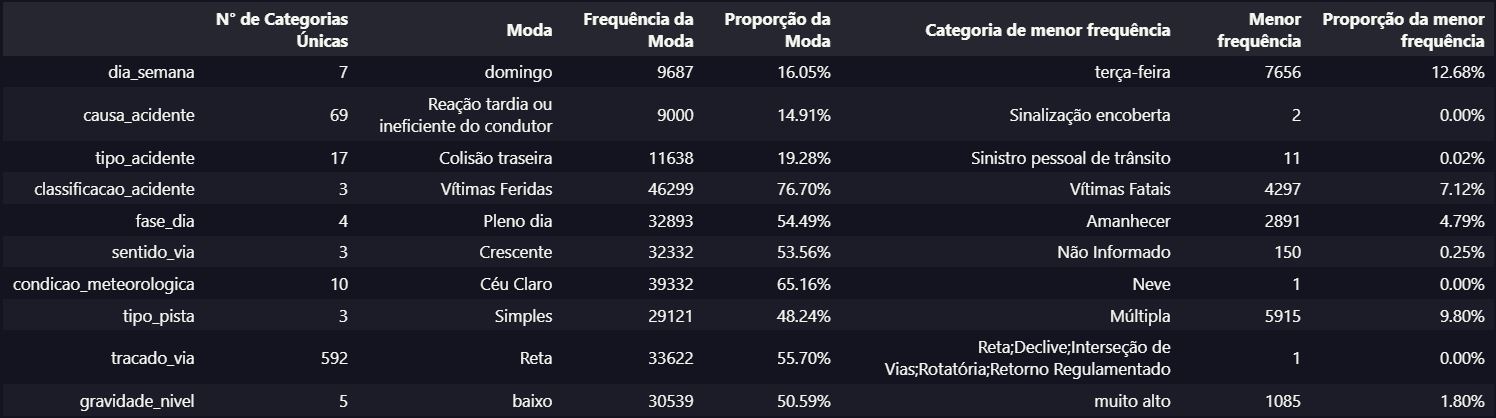 N° de Categorias Únicas Moda Frequência da Moda Proporção da Moda Categoria de menor frequência Menor frequência Proporção da menor frequência
dia_semana 7 domingo 9687 16.05% terça-feira 7656 12.68%
causa_acidente 69 Reação tardia ou ineficiente do condutor 9000 14.91% Sinalização encoberta 2 0.00%
tipo_acidente 17 Colisão traseira 11638 19.28% Sinistro pessoal de trânsito 11 0.02%
classificacao_acidente 3 Vítimas Feridas 46299 76.70% Vítimas Fatais 4297 7.12%
fase_dia 4 Pleno dia 32893 54.49% Amanhecer 2891 4.79%
sentido_via 3 Crescente 32332 53.56% Não Informado 150 0.25%
condicao_meteorologica 10 Céu Claro 39332 65.16% Neve 1 0.00%
tipo_pista 3 Simples 29121 48.24% Múltipla 5915 9.80%
tracado_via 592 Reta 33622 55.70% Reta;Declive;Interseção de Vias;Rotatória;Retorno Regulamentado 1 0.00%
gravidade_nivel 5 baixo 30539 50.59% muito alto 1085 1.80%